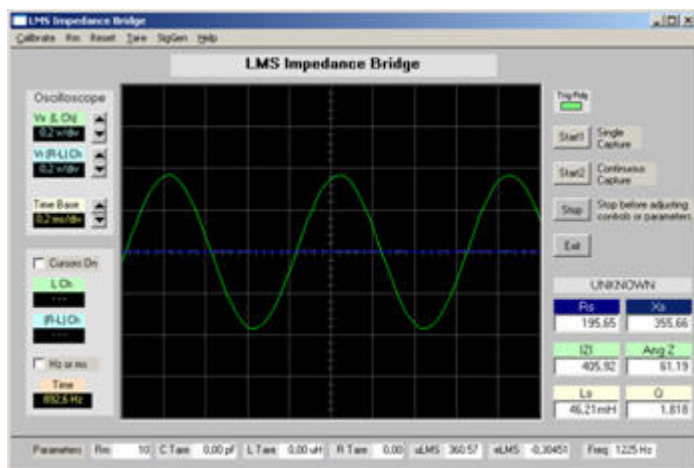 LMS Impedance Bridge
Calibrate Rm Reset Tare SigGen Help
LMS Impedance Bridge
Oscilloscope
Vx (L Ch)
0,2 v/div
Vr (R-L) Ch
0,2 v/div
Time Base
0,2 ms/div
Cursors On
L Ch
---
(R-L) Ch
---
Hz or ms
Time
892,6 Hz
Trig Rdy
Start1 Single Capture
Start2 Continuous Capture
Stop Stop before adjusting controls or parameters
Exit
UNKNOWN
Rs Xs
195,65 355,66
|Z| Ang Z
405,92 61,19
Ls Q
46,21mH 1,818
Parameters Rm 10 C Tare 0,00 pF L Tare 0,00 uH R Tare 0,00 uLMS 360.57 eLMS -0,30451 Freq 1225 Hz